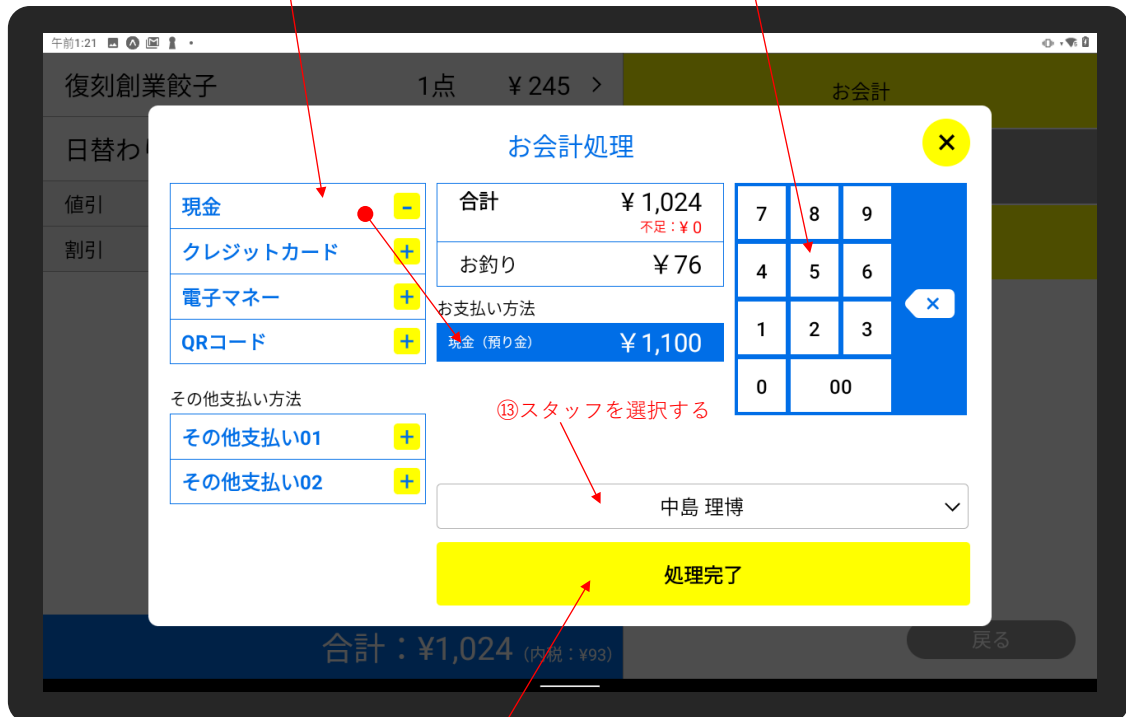 午前1:21
復刻創業餃子 1点 ¥ 245 >
お会計
日替わり
値引
割引
お会計処理
×
現金 -
クレジットカード +
電子マネー +
QRコード +
その他支払い方法
その他支払い01 +
その他支払い02 +
合計 ¥ 1,024
不足：¥ 0
お釣り ¥ 76
お支払い方法
現金（預り金） ¥ 1,100
7 8 9
4 5 6
×
1 2 3
0 00
⑬スタッフを選択する
中島 理博
処理完了
合計：¥1,024 (内税：¥93)
戻る